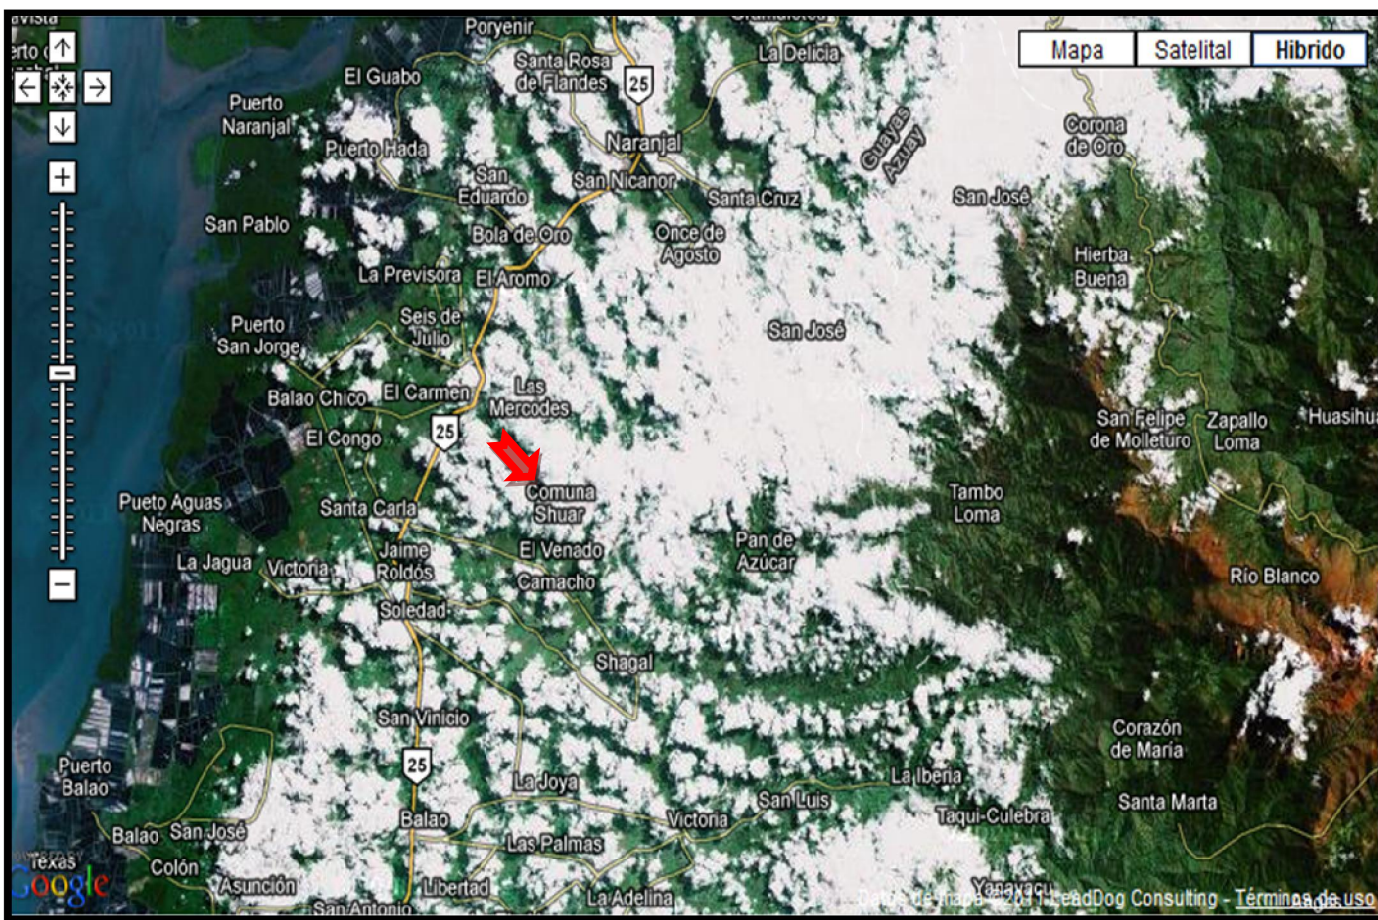 Poryenir
La Delicia
Santa Rosa
de Flandes
El Guabo
25
Mapa
Satelital
Hibrido
Puerto
Naranjal
Puerto Hada
Naranjal
Guayas
Azuay
Corona
de Oro
San
Eduardo
San Nicanor
Santa Cruz
San José
San Pablo
Bola de Oro
Once de
Agosto
La Previsora
El Aromo
Hierba
Buena
Puerto
San Jorge
Seis de
Julio
San José
Balao Chico
El Carmen
Las
Mercodes
El Congo
25
San Felipe
de Molleturo
Zapallo
Loma
Pueto Aguas
Negras
Santa Carla
Comuna
Shuar
Tambo
Loma
La Jagua
Victoria
Jaime
Roldós
El Venado
Camacho
Pan de
Azúcar
Río Blanco
Soledad
Shagal
San Vinicio
25
Corazón
de María
Puerto
Balao
La Joya
La Iberia
San Luis
Santa Marta
Balao
San José
Balao
Victoria
Taqui-Culebra
Las Palmas
Texas
Colón
Google
Asunción
Libertad
La Adelina
Yanayacu
San Antonio
LeadDog Consulting - Términos de uso